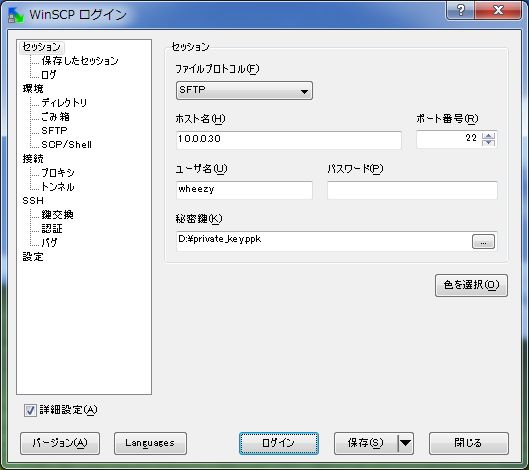 WinSCP ログイン
セッション
保存したセッション
ログ
環境
ディレクトリ
ごみ箱
SFTP
SCP/Shell
接続
プロキシ
トンネル
SSH
鍵交換
認証
バグ
設定
セッション
ファイルプロトコル(F)
SFTP
ホスト名(H)
ポート番号(R)
10.0.0.30
22
ユーザ名(U)
パスワード(P)
wheezy
秘密鍵(K)
D:¥private_key.ppk
...
色を選択(O)
詳細設定(A)
バージョン(A)
Languages
ログイン
保存(S)
閉じる